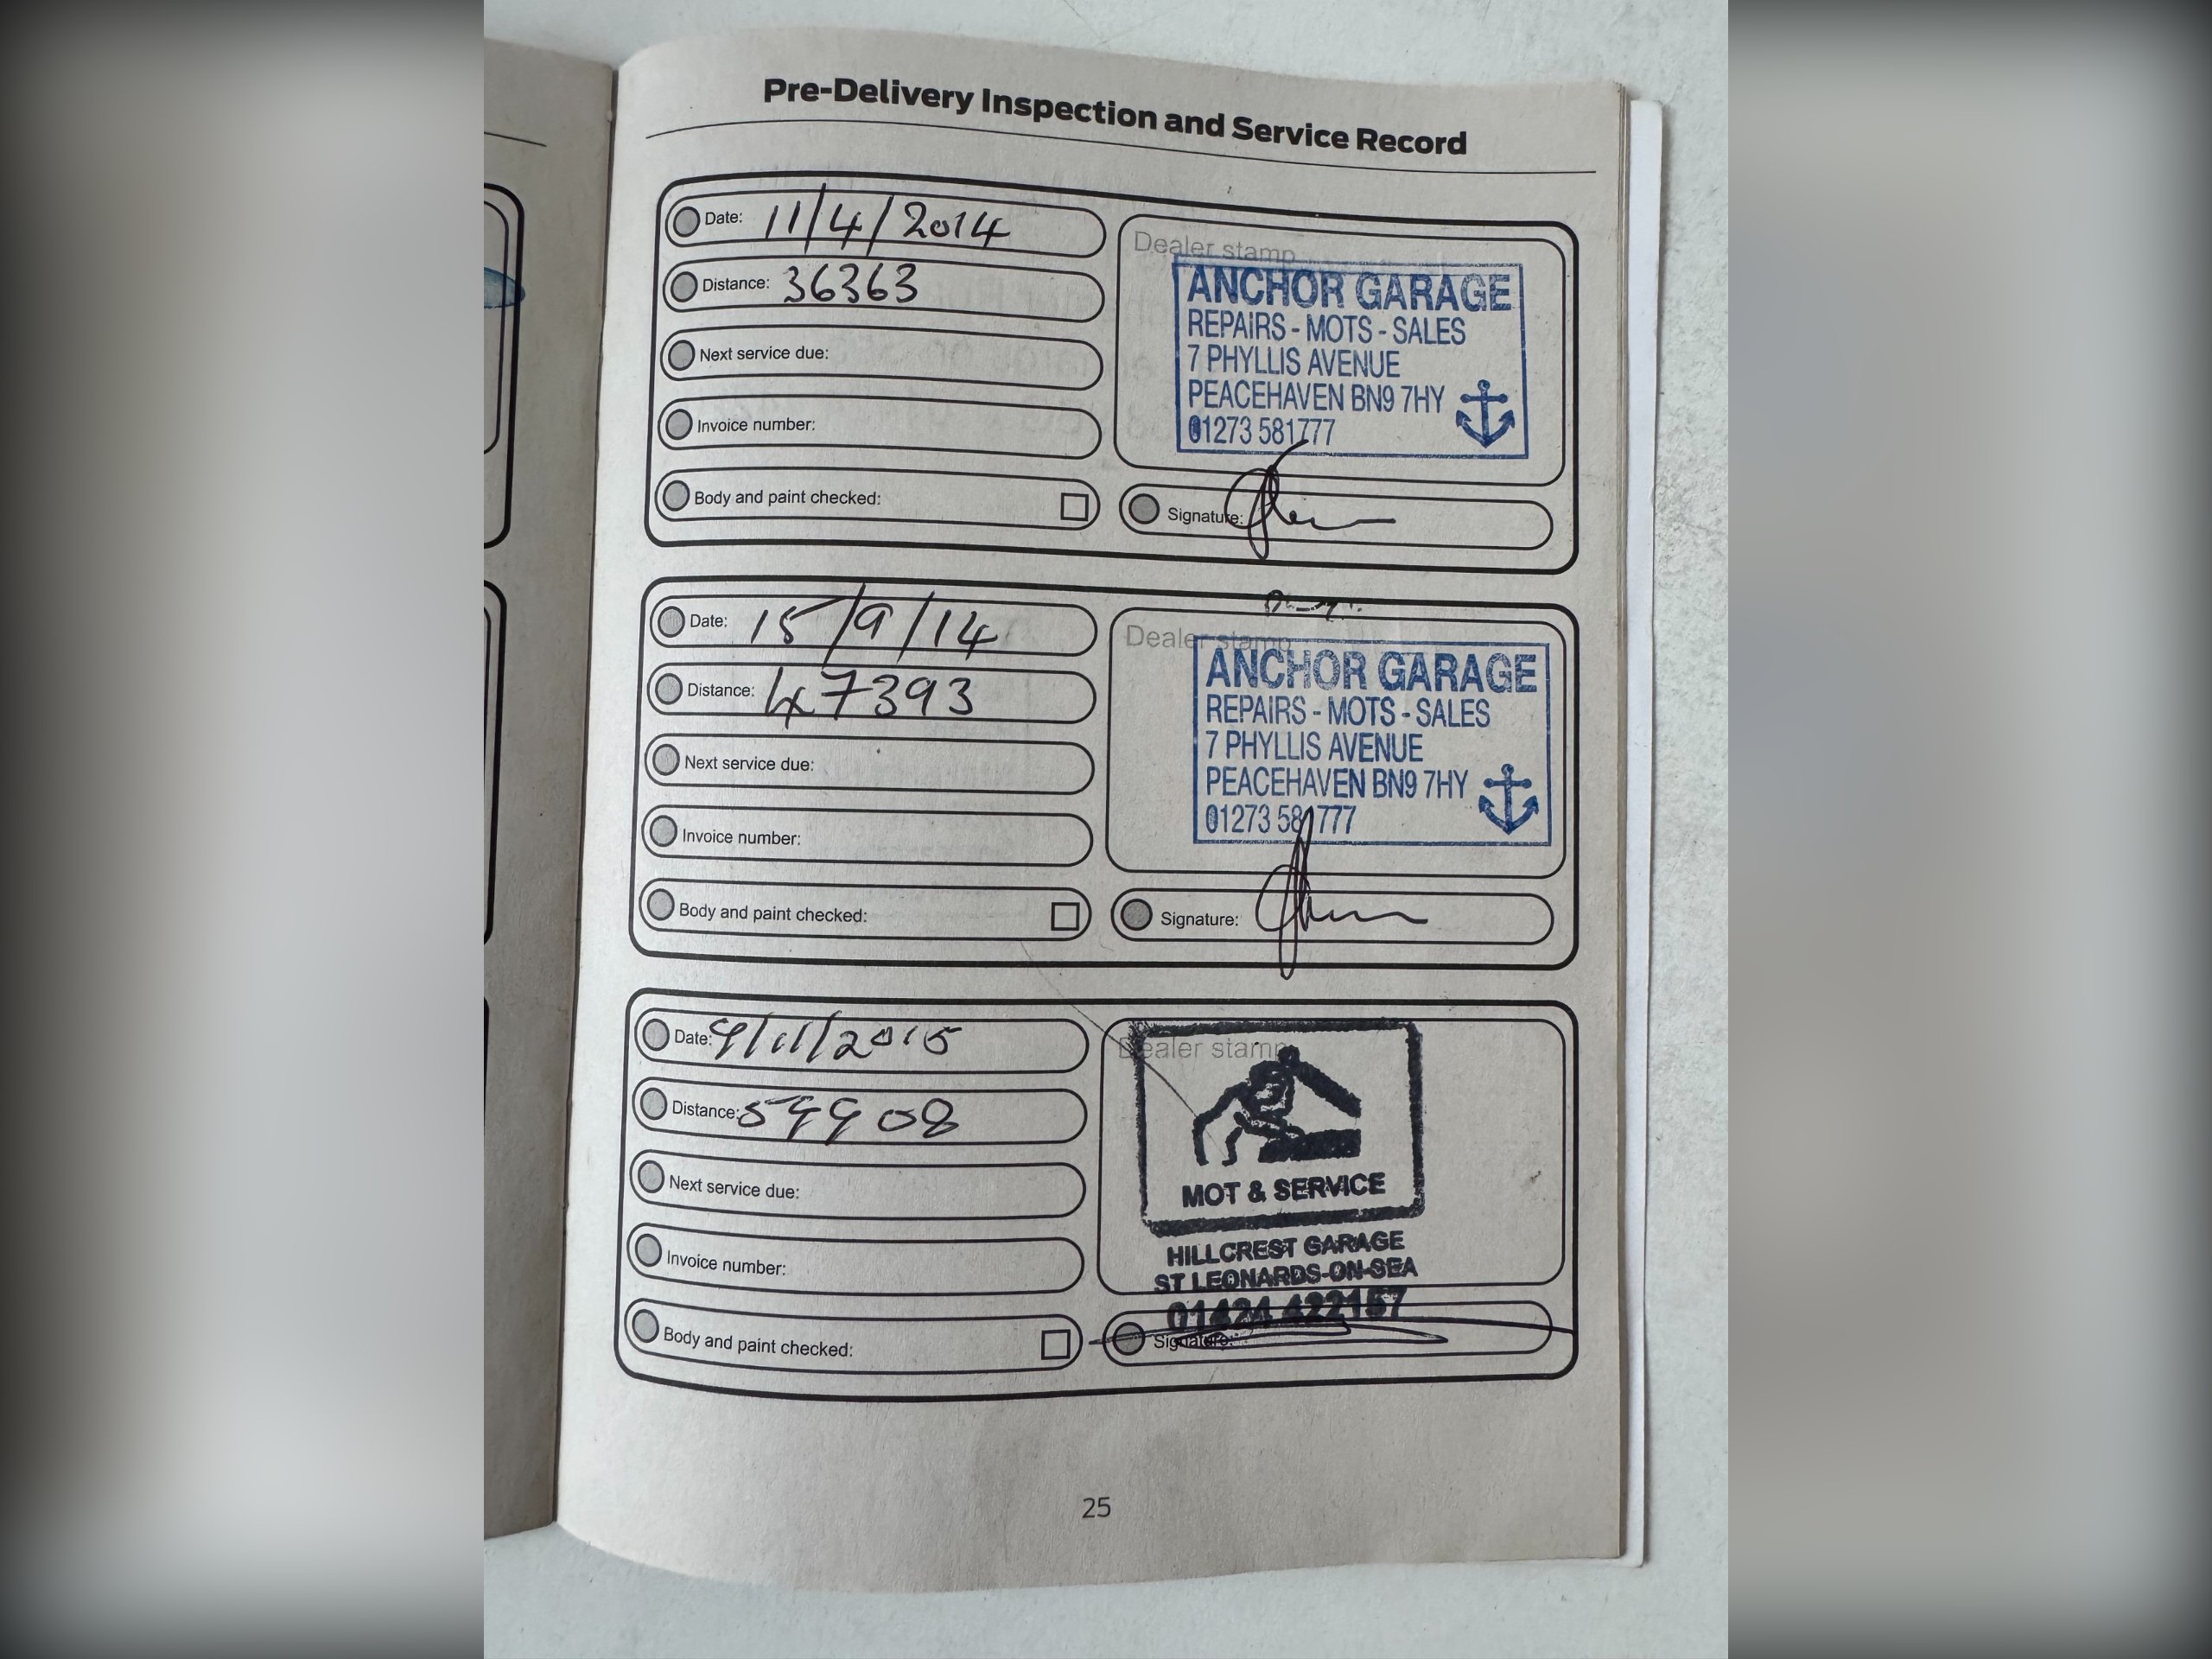 Pre-Delivery Inspection and Service Record
Date: 11/4/2014
Distance: 36363
Next service due:
Invoice number:
Body and paint checked:
Dealer stamp
ANCHOR GARAGE
REPAIRS - MOTS - SALES
7 PHYLLIS AVENUE
PEACEHAVEN BN9 7HY
01273 581777
Signature:
Date: 15/9/14
Distance: 47393
Next service due:
Invoice number:
Body and paint checked:
Dealer stamp
ANCHOR GARAGE
REPAIRS - MOTS - SALES
7 PHYLLIS AVENUE
PEACEHAVEN BN9 7HY
01273 581777
Signature:
Date: 9/11/2015
Distance: 59908
Next service due:
Invoice number:
Body and paint checked:
Dealer stamp
MOT & SERVICE
HILLCREST GARAGE
ST LEONARDS-ON-SEA
01424 422157
Signature:
25